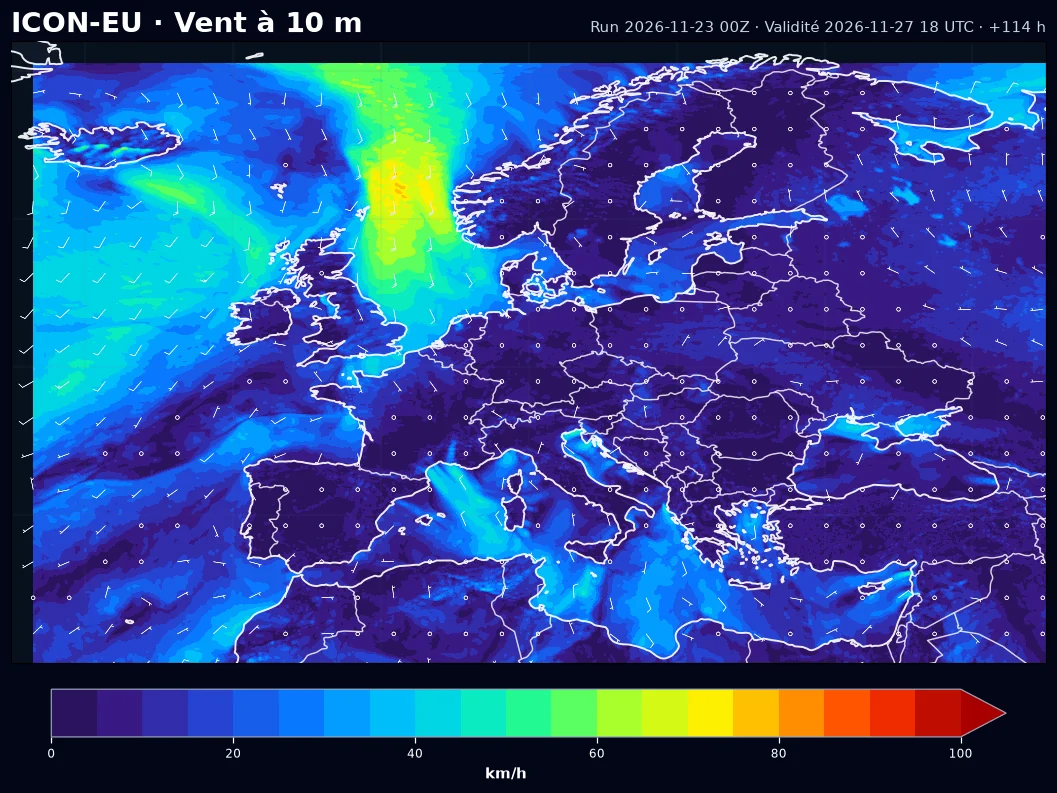 ICON-EU · Vent à 10 m
Run 2026-11-23 00Z · Validité 2026-11-27 18 UTC · +114 h
0 20 40 60 80 100
km/h